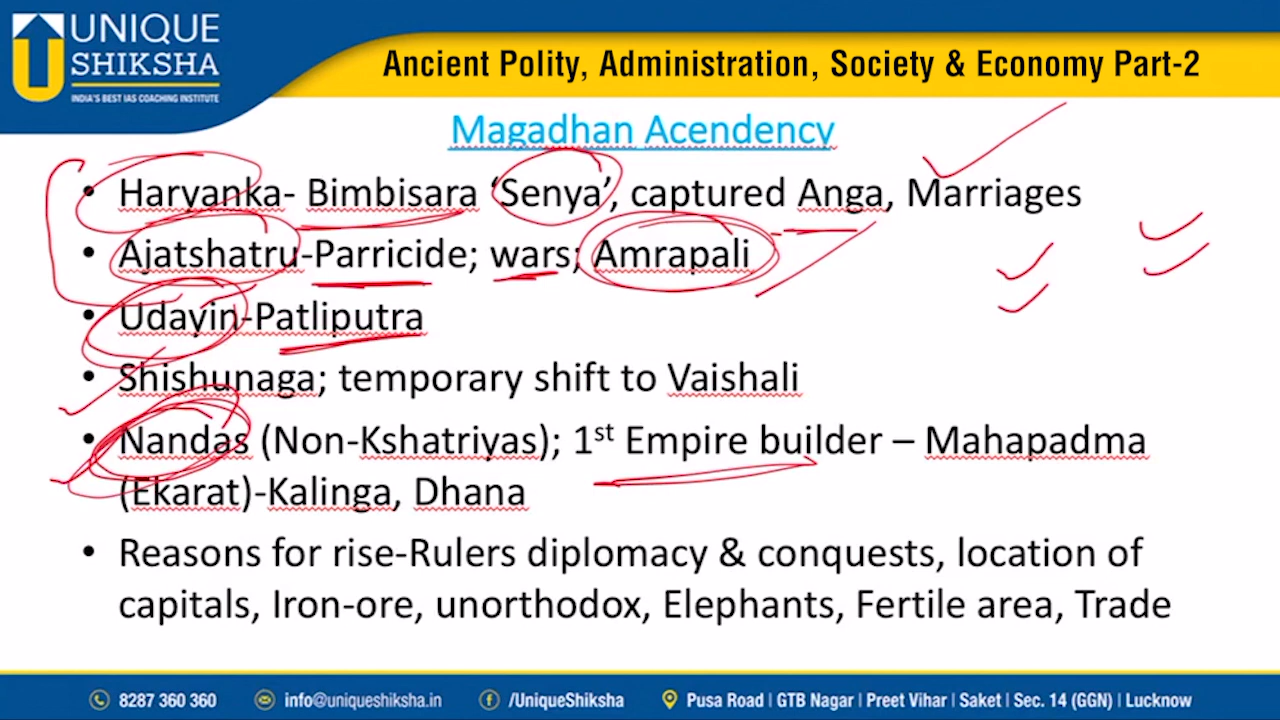 UNIQUE
SHIKSHA
INDIA'S BEST IAS COACHING INSTITUTE
Ancient Polity, Administration, Society & Economy Part-2
Magadhan Acendency
• Haryanka- Bimbisara ‘Senya’, captured Anga, Marriages
• Ajatshatru-Parricide; wars; Amrapali
• Udayin-Patliputra
• Shishunaga; temporary shift to Vaishali
• Nandas (Non-Kshatriyas); 1st Empire builder – Mahapadma
(Ekarat)-Kalinga, Dhana
• Reasons for rise-Rulers diplomacy & conquests, location of
capitals, Iron-ore, unorthodox, Elephants, Fertile area, Trade
8287 360 360 info@uniqueshiksha.in /UniqueShiksha Pusa Road | GTB Nagar | Preet Vihar | Saket | Sec. 14 (GGN) | Lucknow